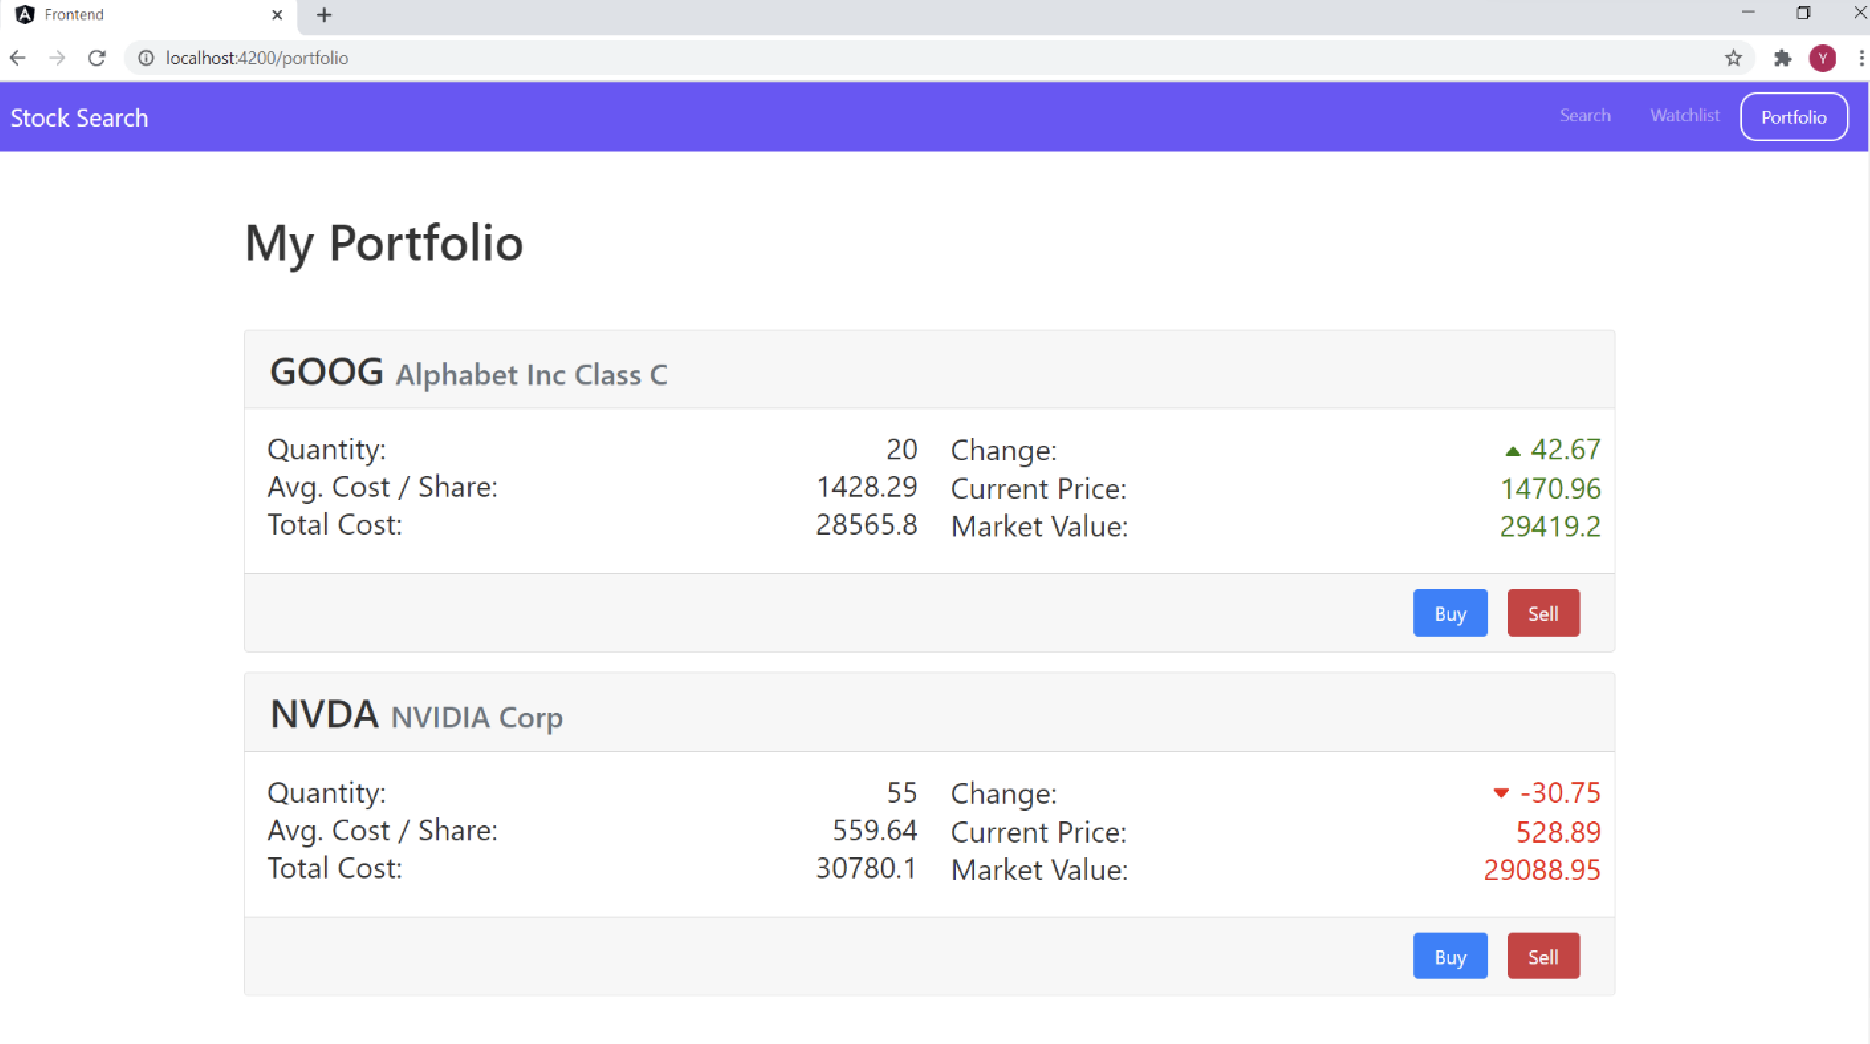 Frontend
localhost:4200/portfolio
Y
Stock Search
Search
Watchlist
Portfolio
My Portfolio
GOOG Alphabet Inc Class C
Quantity: 20 Change: ▲ 42.67
Avg. Cost / Share: 1428.29 Current Price: 1470.96
Total Cost: 28565.8 Market Value: 29419.2
Buy Sell
NVDA NVIDIA Corp
Quantity: 55 Change: ▼ -30.75
Avg. Cost / Share: 559.64 Current Price: 528.89
Total Cost: 30780.1 Market Value: 29088.95
Buy Sell